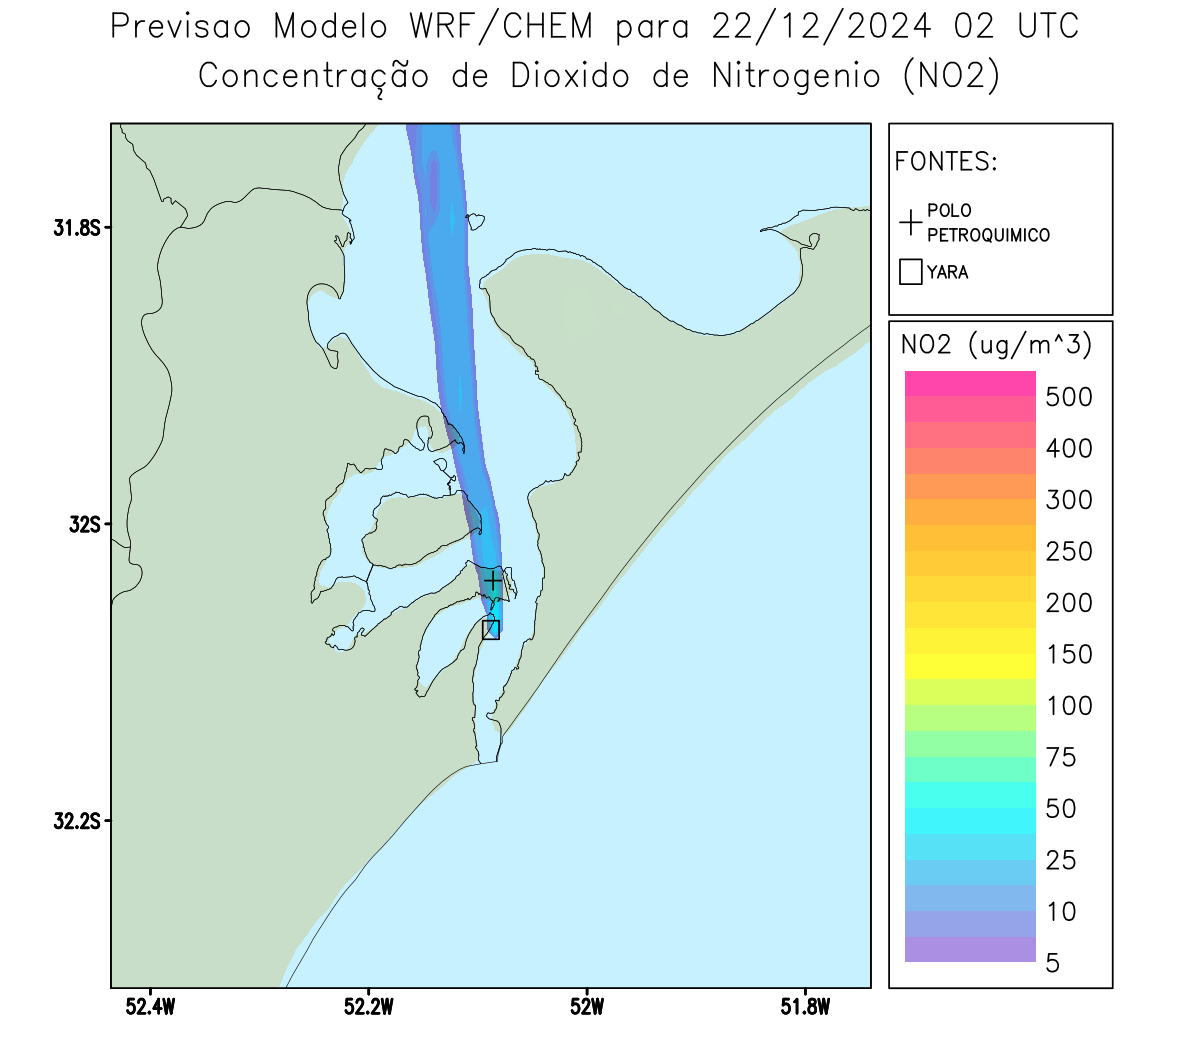 Previsao Modelo WRF/CHEM para 22/12/2024 02 UTC
Concentração de Dioxido de Nitrogenio (NO2)
FONTES:
POLO
PETROQUIMICO
YARA
NO2 (ug/m^3)
500
400
300
250
200
150
100
75
50
25
10
5
31.8S
32S
32.2S
52.4W
52.2W
52W
51.8W